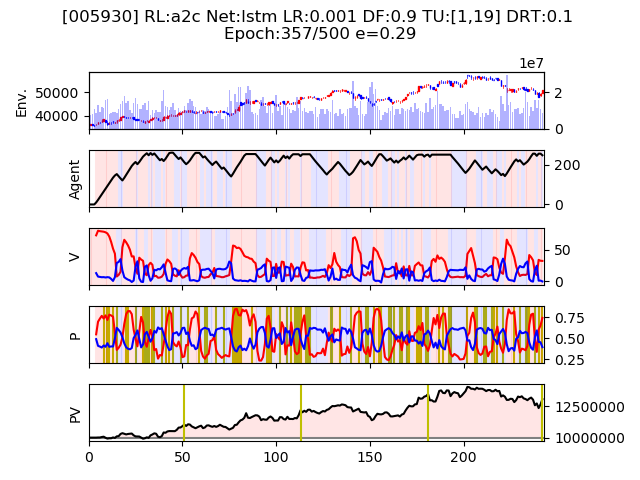 [005930] RL:a2c Net:lstm LR:0.001 DF:0.9 TU:[1,19] DRT:0.1
Epoch:357/500 e=0.29
1e7
Env.
50000
40000
2
0
Agent
200
0
V
50
0
P
0.75
0.50
0.25
PV
12500000
10000000
0
50
100
150
200